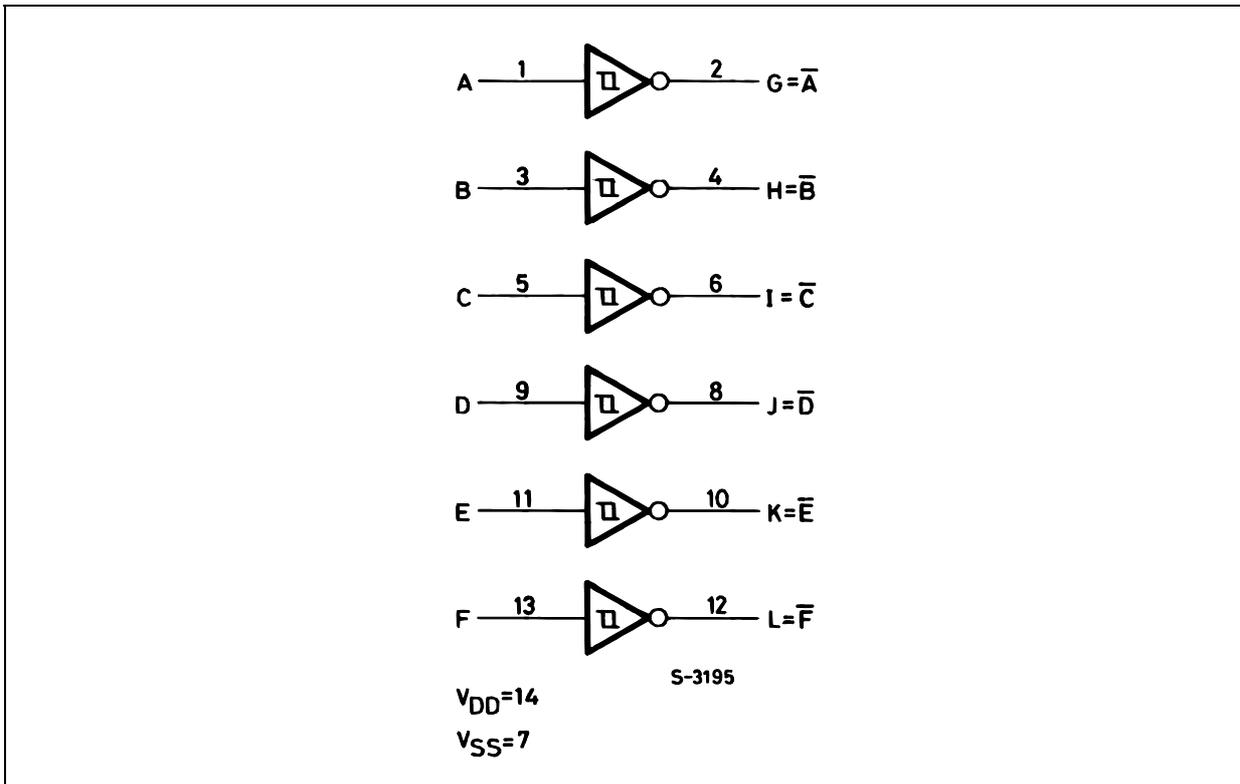 A 1 2 G=A̅
B 3 4 H=B̅
C 5 6 I=C̅
D 9 8 J=D̅
E 11 10 K=E̅
F 13 12 L=F̅
S-3195
VDD=14
VSS=7